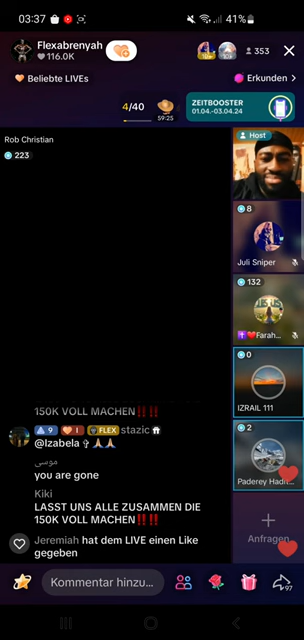 03:37
41%
Flexabrenyah
116.0K
353
Beliebte LIVEs
Erkunden >
4/40
59:25
ZEITBOOSTER
01.04.-03.04.24
Rob Christian
223
Host
8
Juli Sniper
132
Farah...
0
IZRAIL 111
2
Paderey Hadit...
150K VOLL MACHEN‼️‼️
9 1 FLEX stazic
@Izabela ✞🙏🙏
موسى
you are gone
Kiki
LASST UNS ALLE ZUSAMMEN DIE
150K VOLL MACHEN‼️‼️
Jeremiah hat dem LIVE einen Like
gegeben
Anfragen
Kommentar hinzu...
97